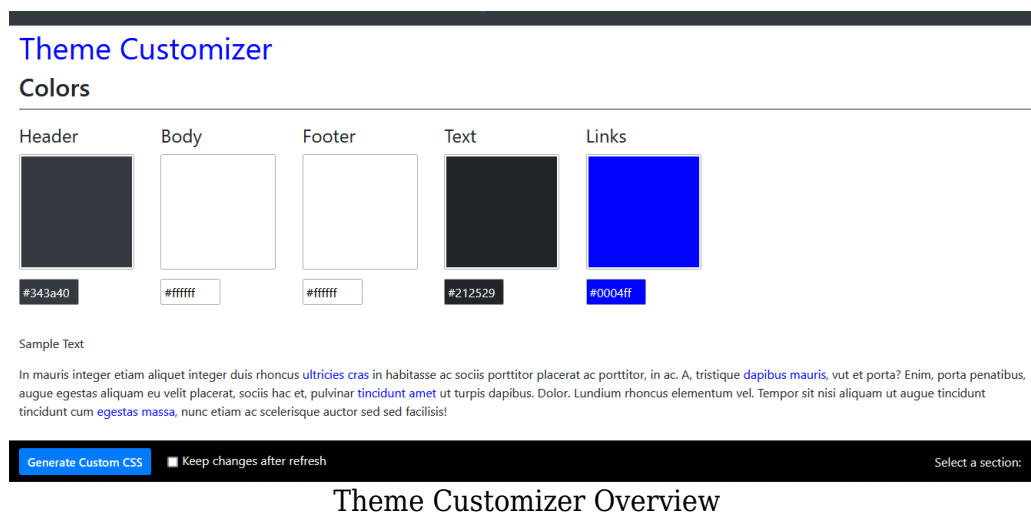 Theme Customizer
Colors
Header Body Footer Text Links
#343a40 #ffffff #ffffff #212529 #0004ff
Sample Text
In mauris integer etiam aliquet integer duis rhoncus ultricies cras in habitasse ac sociis porttitor placerat ac porttitor, in ac. A, tristique dapibus mauris, vut et porta? Enim, porta penatibus,
augue egestas aliquam eu velit placerat, sociis hac et, pulvinar tincidunt amet ut turpis dapibus. Dolor. Lundium rhoncus elementum vel. Tempor sit nisi aliquam ut augue tincidunt
tincidunt cum egestas massa, nunc etiam ac scelerisque auctor sed sed facilisis!
Generate Custom CSS Keep changes after refresh Select a section:
Theme Customizer Overview